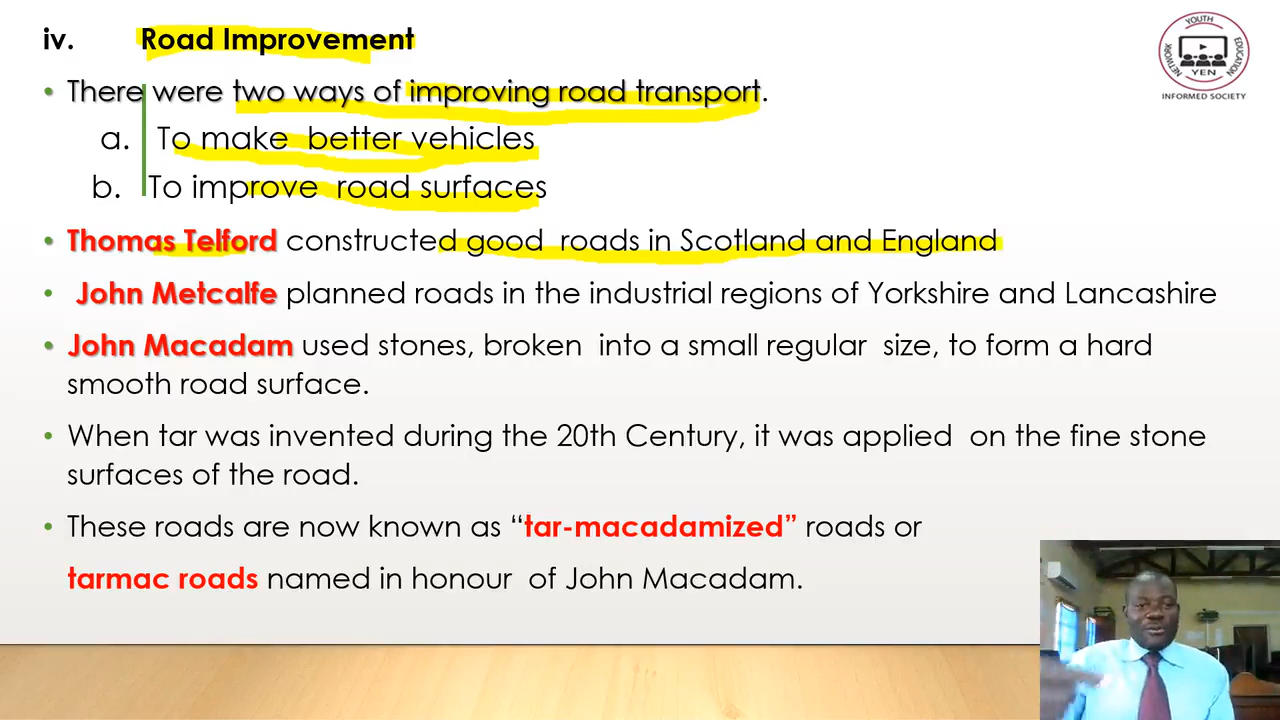 iv. Road Improvement
• There were two ways of improving road transport.
a. To make better vehicles
b. To improve road surfaces
• Thomas Telford constructed good roads in Scotland and England
• John Metcalfe planned roads in the industrial regions of Yorkshire and Lancashire
• John Macadam used stones, broken into a small regular size, to form a hard
smooth road surface.
• When tar was invented during the 20th Century, it was applied on the fine stone
surfaces of the road.
• These roads are now known as “tar-macadamized” roads or
tarmac roads named in honour of John Macadam.
YOUTH
EDUCATION
NETWORK
YEN
INFORMED SOCIETY